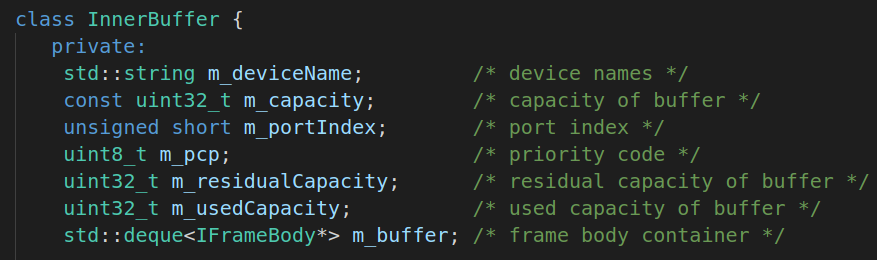 class InnerBuffer {
private:
std::string m_deviceName; /* device names */
const uint32_t m_capacity; /* capacity of buffer */
unsigned short m_portIndex; /* port index */
uint8_t m_pcp; /* priority code */
uint32_t m_residualCapacity; /* residual capacity of buffer */
uint32_t m_usedCapacity; /* used capacity of buffer */
std::deque<IFrameBody*> m_buffer; /* frame body container */